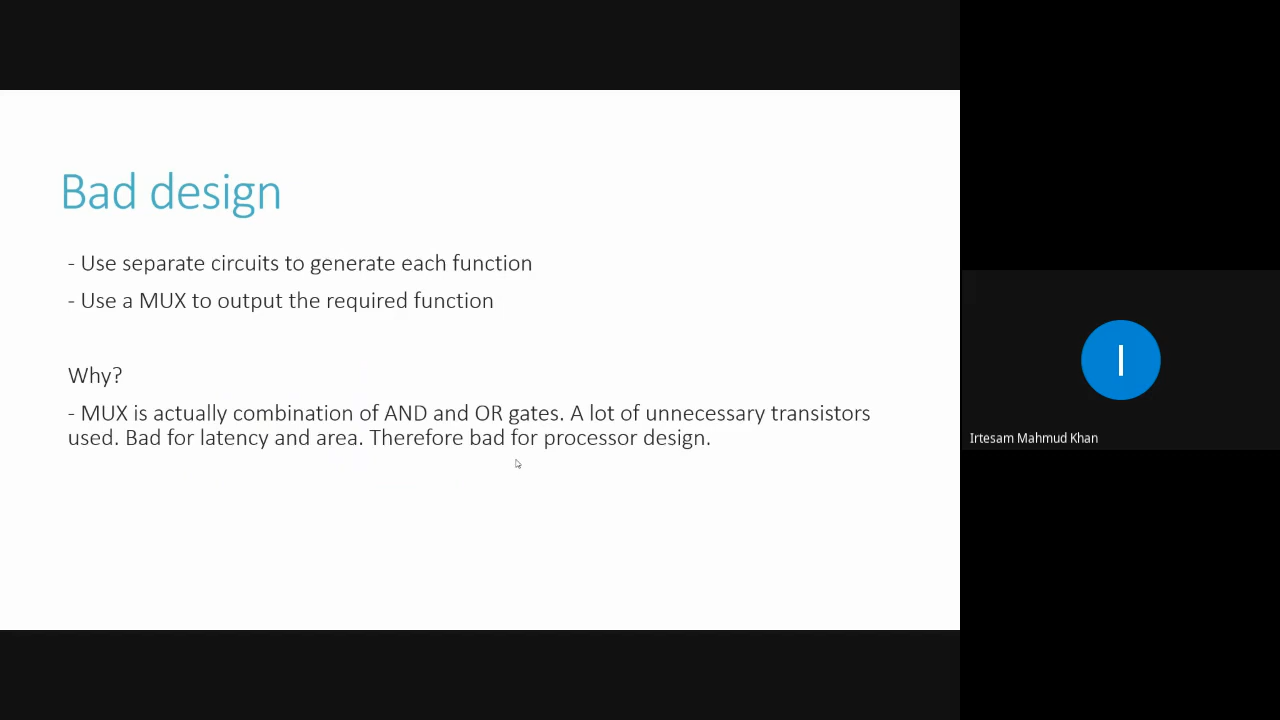 Bad design
- Use separate circuits to generate each function
- Use a MUX to output the required function
Why?
- MUX is actually combination of AND and OR gates. A lot of unnecessary transistors
used. Bad for latency and area. Therefore bad for processor design.
I
Irtesam Mahmud Khan